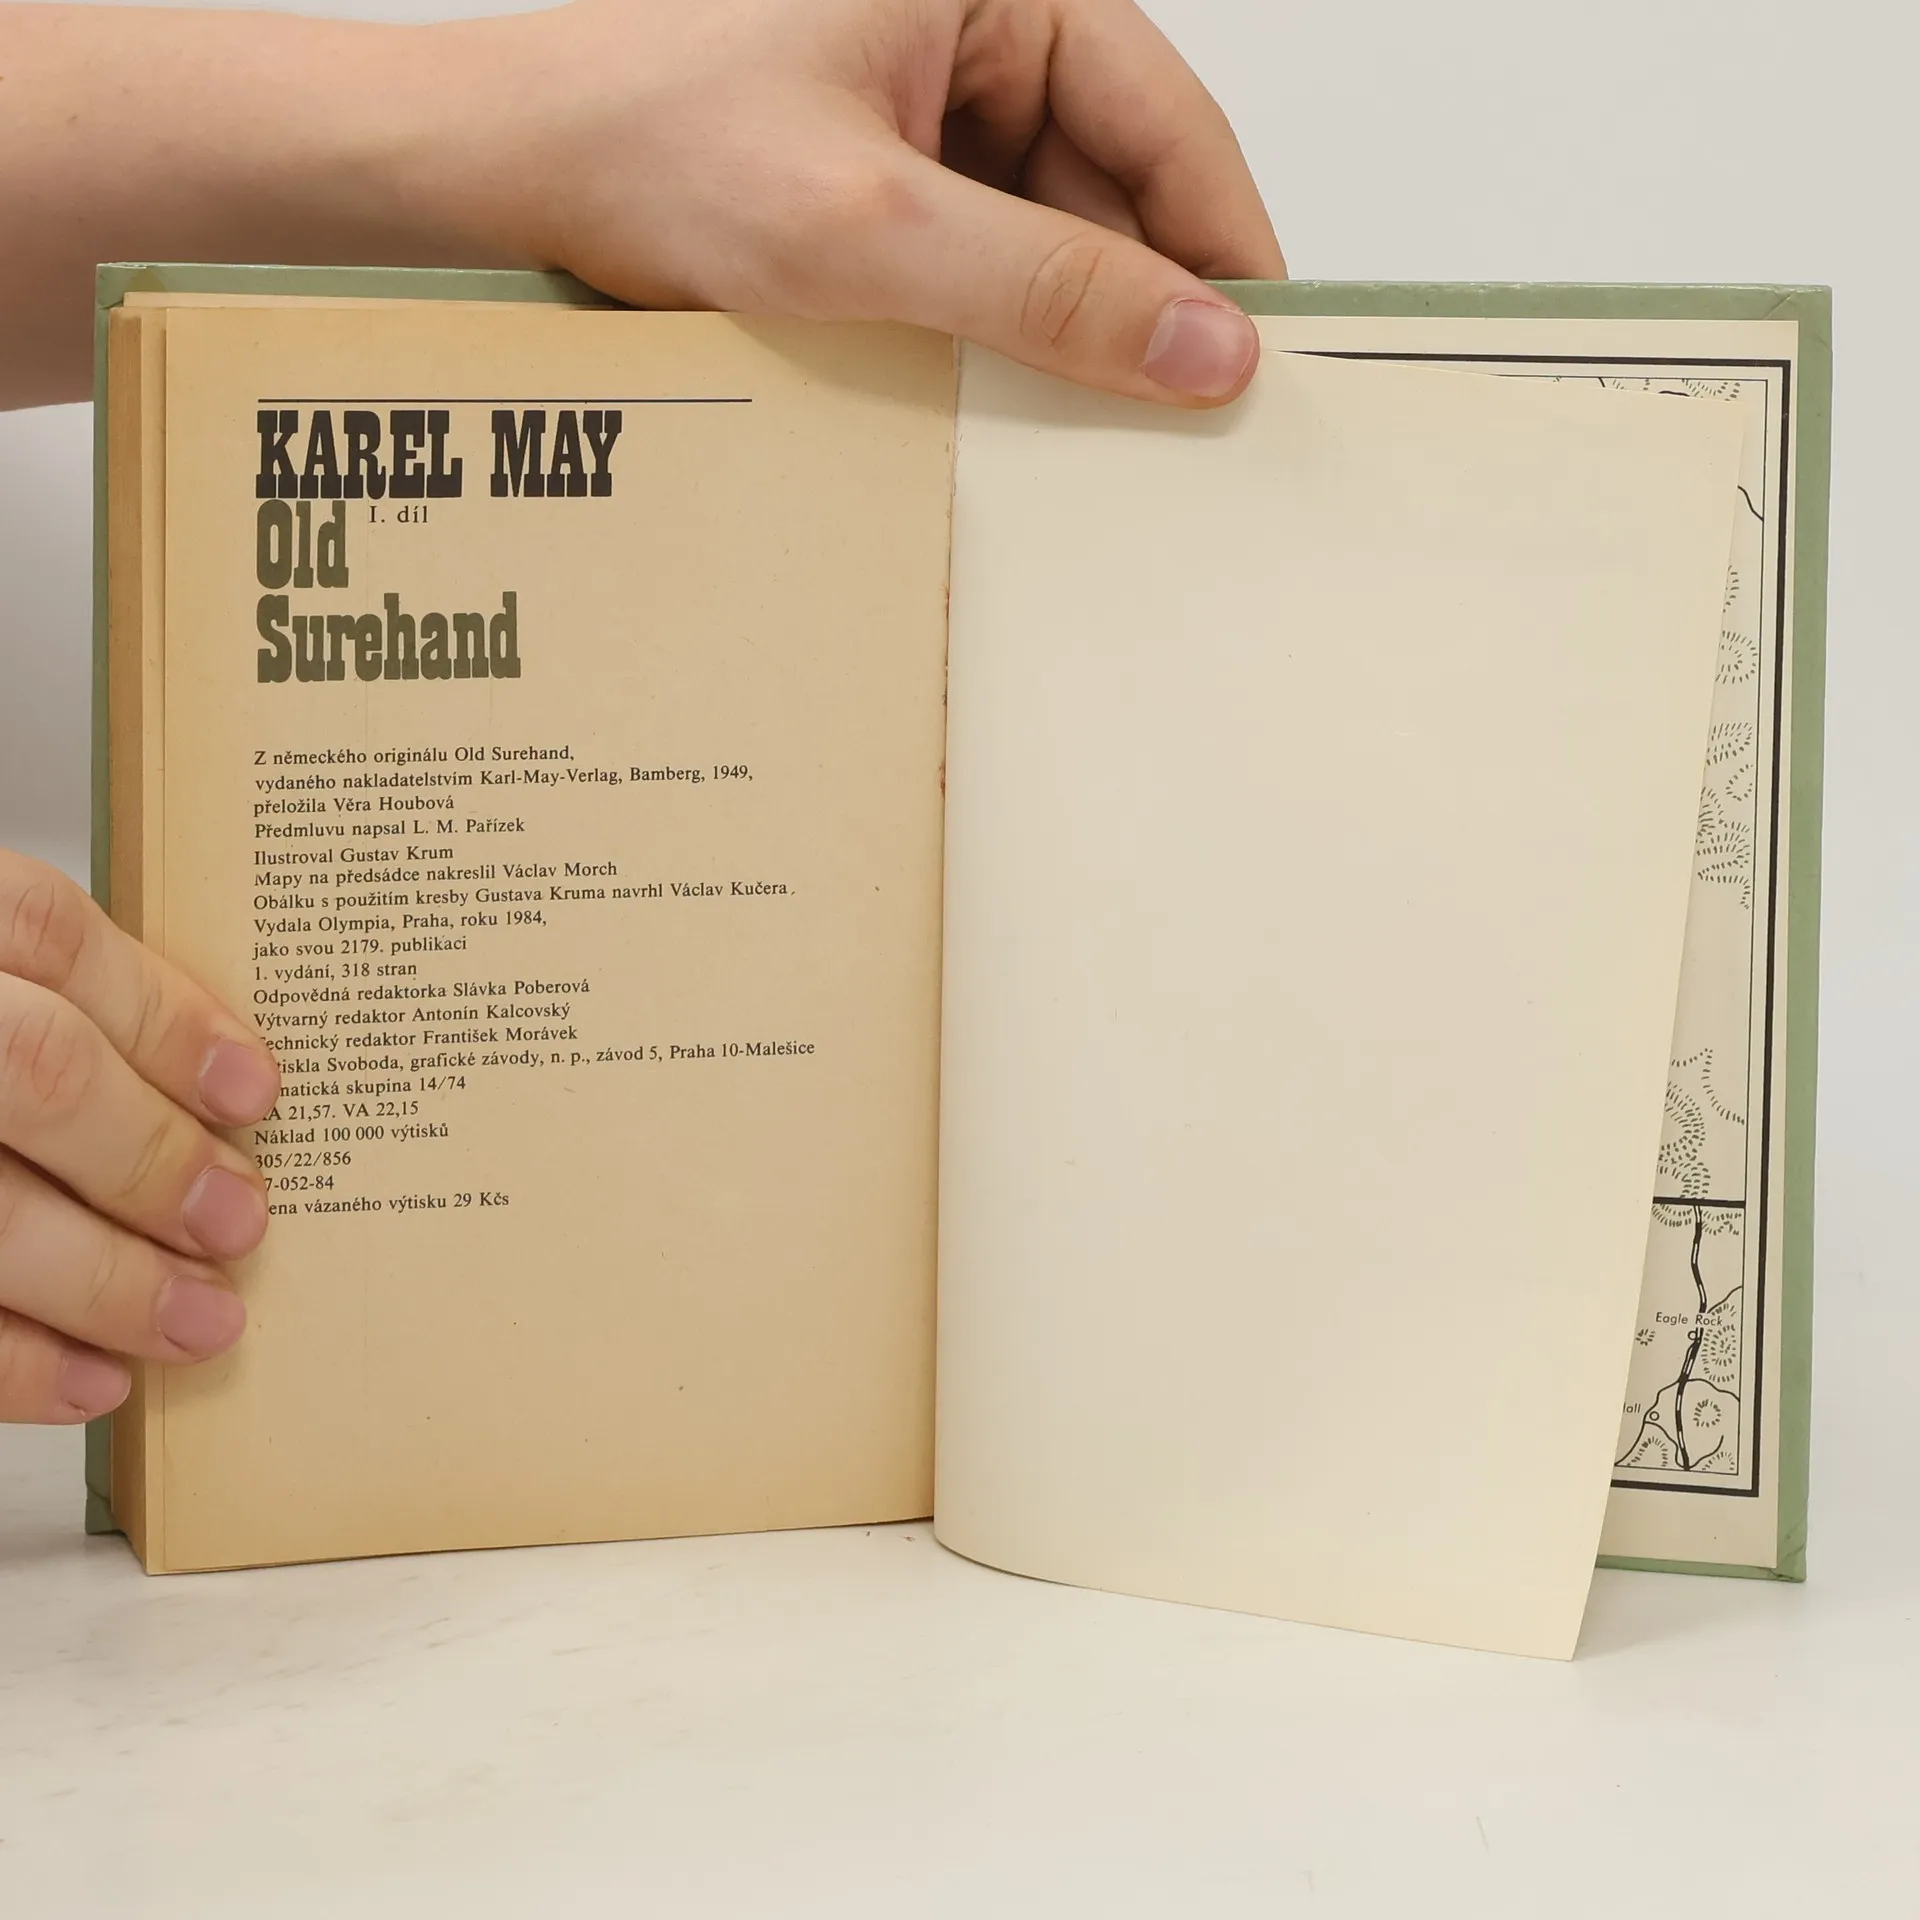 KAREL MAY
I. díl
Old
Surehand
Z německého originálu Old Surehand,
vydaného nakladatelstvím Karl-May-Verlag, Bamberg, 1949,
přeložila Věra Houbová
Předmluvu napsal L. M. Pařízek
Ilustroval Gustav Krum
Mapy na předsádce nakreslil Václav Morch
Obálku s použitím kresby Gustava Kruma navrhl Václav Kučera.
Vydala Olympia, Praha, roku 1984,
jako svou 2179. publikaci
1. vydání, 318 stran
Odpovědná redaktorka Slávka Poberová
Výtvarný redaktor Antonín Kalcovský
echnický redaktor František Morávek
tiskla Svoboda, grafické závody, n. p., závod 5, Praha 10-Malešice
matická skupina 14/74
A 21,57. VA 22,15
Náklad 100 000 výtisků
305/22/856
7-052-84
ena vázaného výtisku 29 Kčs
Eagle Rock